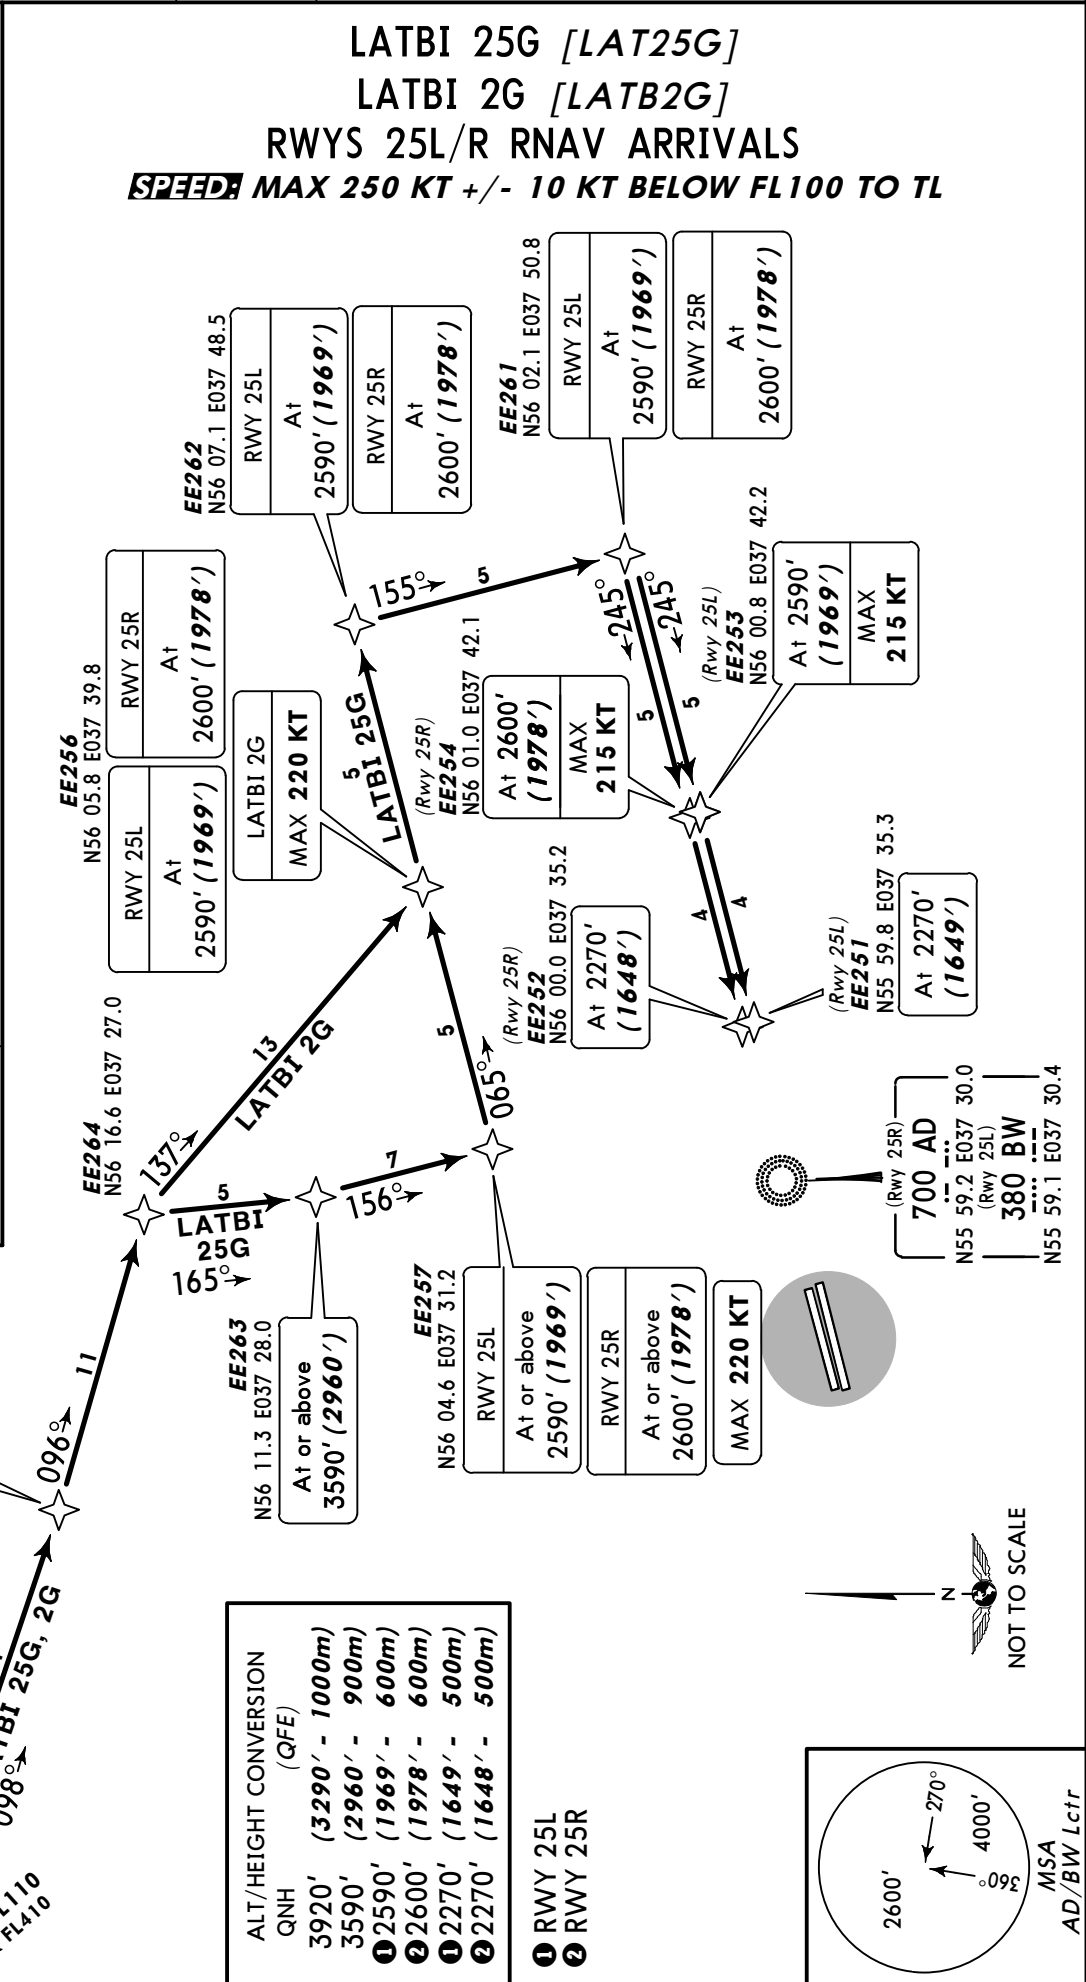 LATBI 25G [LAT25G]
LATBI 2G [LATB2G]
RWYS 25L/R RNAV ARRIVALS
SPEED: MAX 250 KT +/- 10 KT BELOW FL100 TO TL
EE262
N56 07.1 E037 48.5
RWY 25L
At
2590' (1969')
RWY 25R
At
2600' (1978')
EE261
N56 02.1 E037 50.8
RWY 25L
At
2590' (1969')
RWY 25R
At
2600' (1978')
EE256
N56 05.8 E037 39.8
RWY 25R
At
2600' (1978')
RWY 25L
At
2590' (1969')
LATBI 2G
MAX 220 KT
155°
5
5
LATBI 25G
245°
245°
5
5
(Rwy 25R)
EE254
N56 01.0 E037 42.1
At 2600'
(1978')
MAX
215 KT
(Rwy 25L)
EE253
N56 00.8 E037 42.2
At 2590'
(1969')
MAX
215 KT
4
4
(Rwy 25R)
EE252
N56 00.0 E037 35.2
At 2270'
(1648')
(Rwy 25L)
EE251
N55 59.8 E037 35.3
At 2270'
(1649')
EE264
N56 16.6 E037 27.0
137°
13
LATBI 2G
5
065°
5
LATBI
25G
165°
7
156°
11
096°
EE263
N56 11.3 E037 28.0
At or above
3590' (2960')
EE257
N56 04.6 E037 31.2
RWY 25L
At or above
2590' (1969')
RWY 25R
At or above
2600' (1978')
MAX 220 KT
(Rwy 25R)
700 AD
N55 59.2 E037 30.0
(Rwy 25L)
380 BW
N55 59.1 E037 30.4
TBI 25G, 2G
098°
L110
FL410
ALT/HEIGHT CONVERSION
QNH (QFE)
3920' (3290' - 1000m)
3590' (2960' - 900m)
1 2590' (1969' - 600m)
2 2600' (1978' - 600m)
1 2270' (1649' - 500m)
2 2270' (1648' - 500m)
1 RWY 25L
2 RWY 25R
N
NOT TO SCALE
2600'
270°
4000'
360°
MSA
AD/BW Lctr